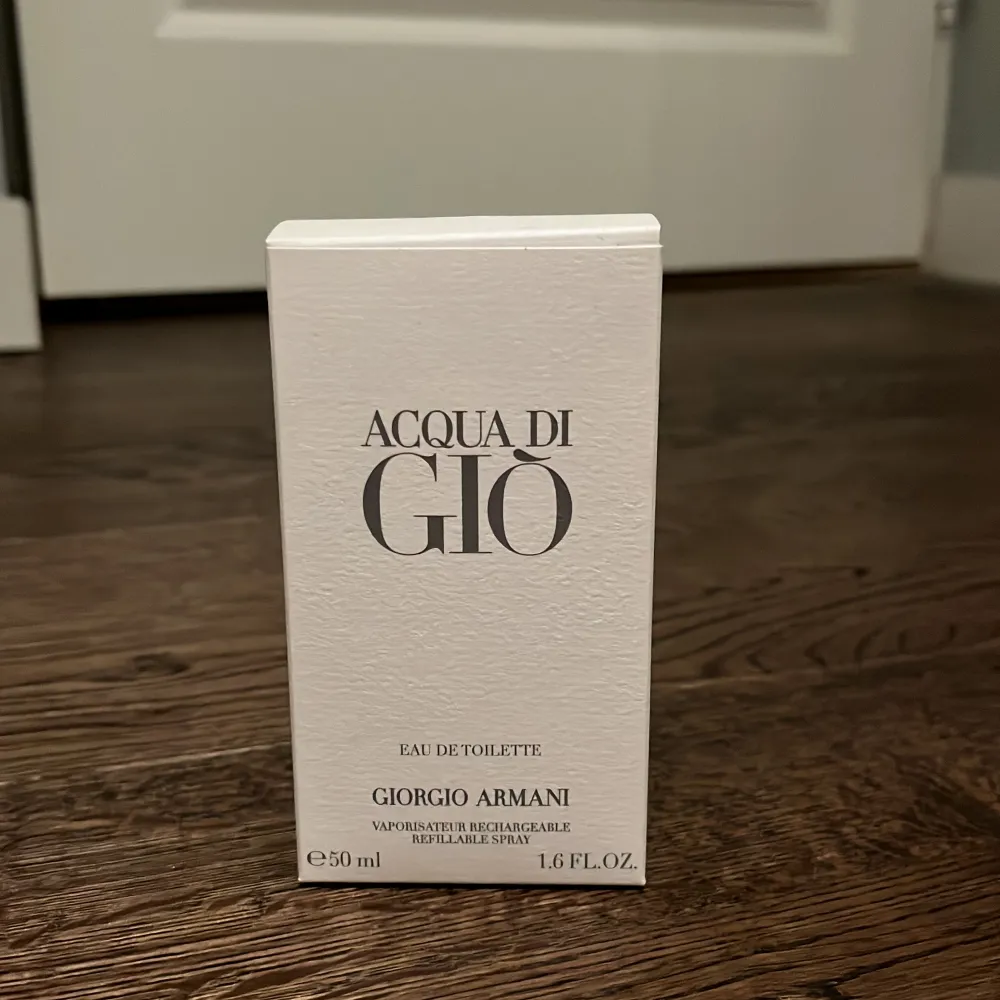 ACQUA DI
GIÒ
EAU DE TOILETTE
GIORGIO ARMANI
VAPORISATEUR RECHARGEABLE
REFILLABLE SPRAY
℮50 ml 1.6 FL.OZ.